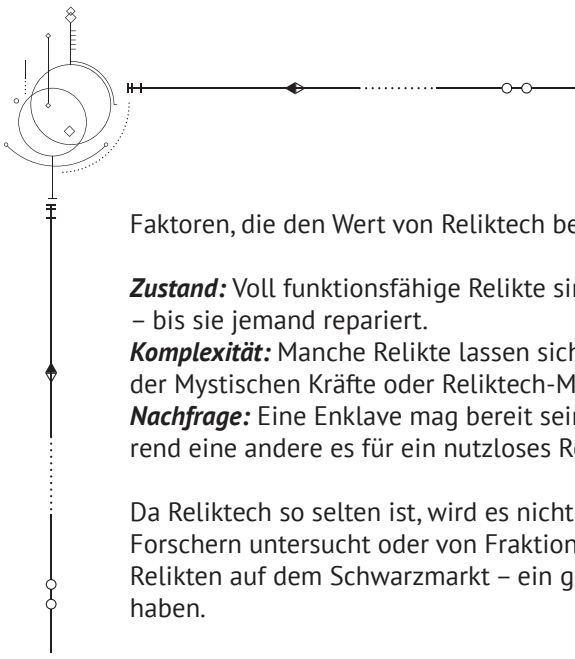 Faktoren, die den Wert von Reliktech be
Zustand: Voll funktionsfähige Relikte si
– bis sie jemand repariert.
Komplexität: Manche Relikte lassen sich
der Mystischen Kräfte oder Reliktech-M
Nachfrage: Eine Enklave mag bereit sei
rend eine andere es für ein nutzloses R
Da Reliktech so selten ist, wird es nicht
Forschern untersucht oder von Fraktion
Relikten auf dem Schwarzmarkt – ein g
haben.